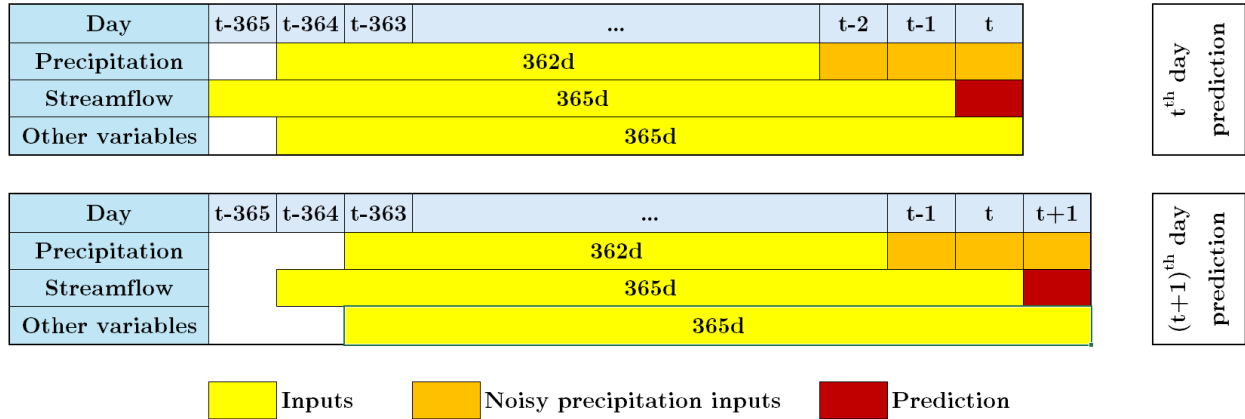 Day t-365 t-364 t-363 ... t-2 t-1 t
Precipitation 362d
Streamflow 365d
Other variables 365d
t^th day
prediction
Day t-365 t-364 t-363 ... t-1 t t+1
Precipitation 362d
Streamflow 365d
Other variables 365d
(t+1)^th day
prediction
Inputs Noisy precipitation inputs Prediction